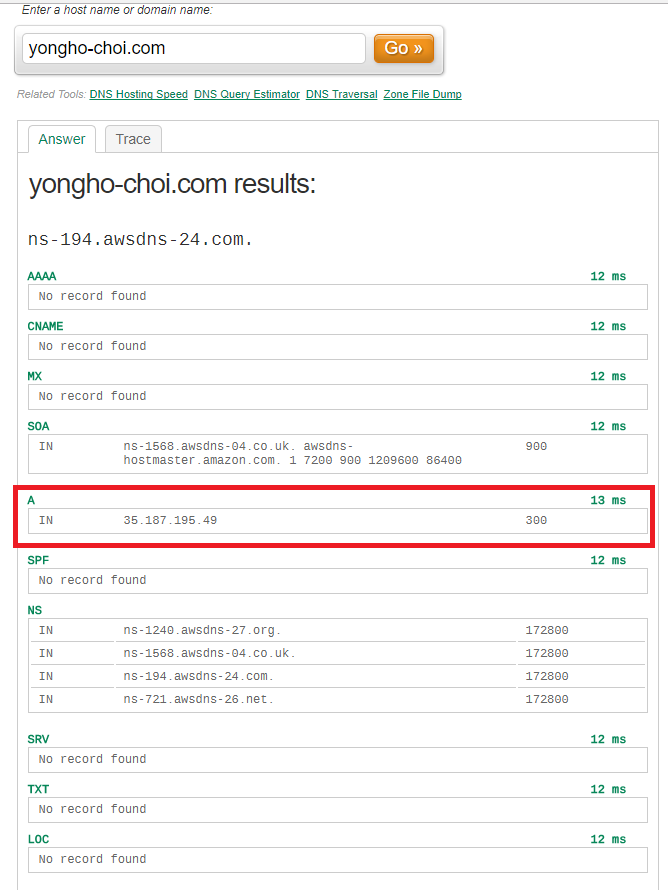 Enter a host name or domain name:
yongho-choi.com Go »
Related Tools: DNS Hosting Speed DNS Query Estimator DNS Traversal Zone File Dump
Answer Trace
yongho-choi.com results:
ns-194.awsdns-24.com.
AAAA 12 ms
No record found
CNAME 12 ms
No record found
MX 12 ms
No record found
SOA 12 ms
IN ns-1568.awsdns-04.co.uk. awsdns- 900
hostmaster.amazon.com. 1 7200 900 1209600 86400
A 13 ms
IN 35.187.195.49 300
SPF 12 ms
No record found
NS
IN ns-1240.awsdns-27.org. 172800
IN ns-1568.awsdns-04.co.uk. 172800
IN ns-194.awsdns-24.com. 172800
IN ns-721.awsdns-26.net. 172800
SRV 12 ms
No record found
TXT 12 ms
No record found
LOC 12 ms
No record found